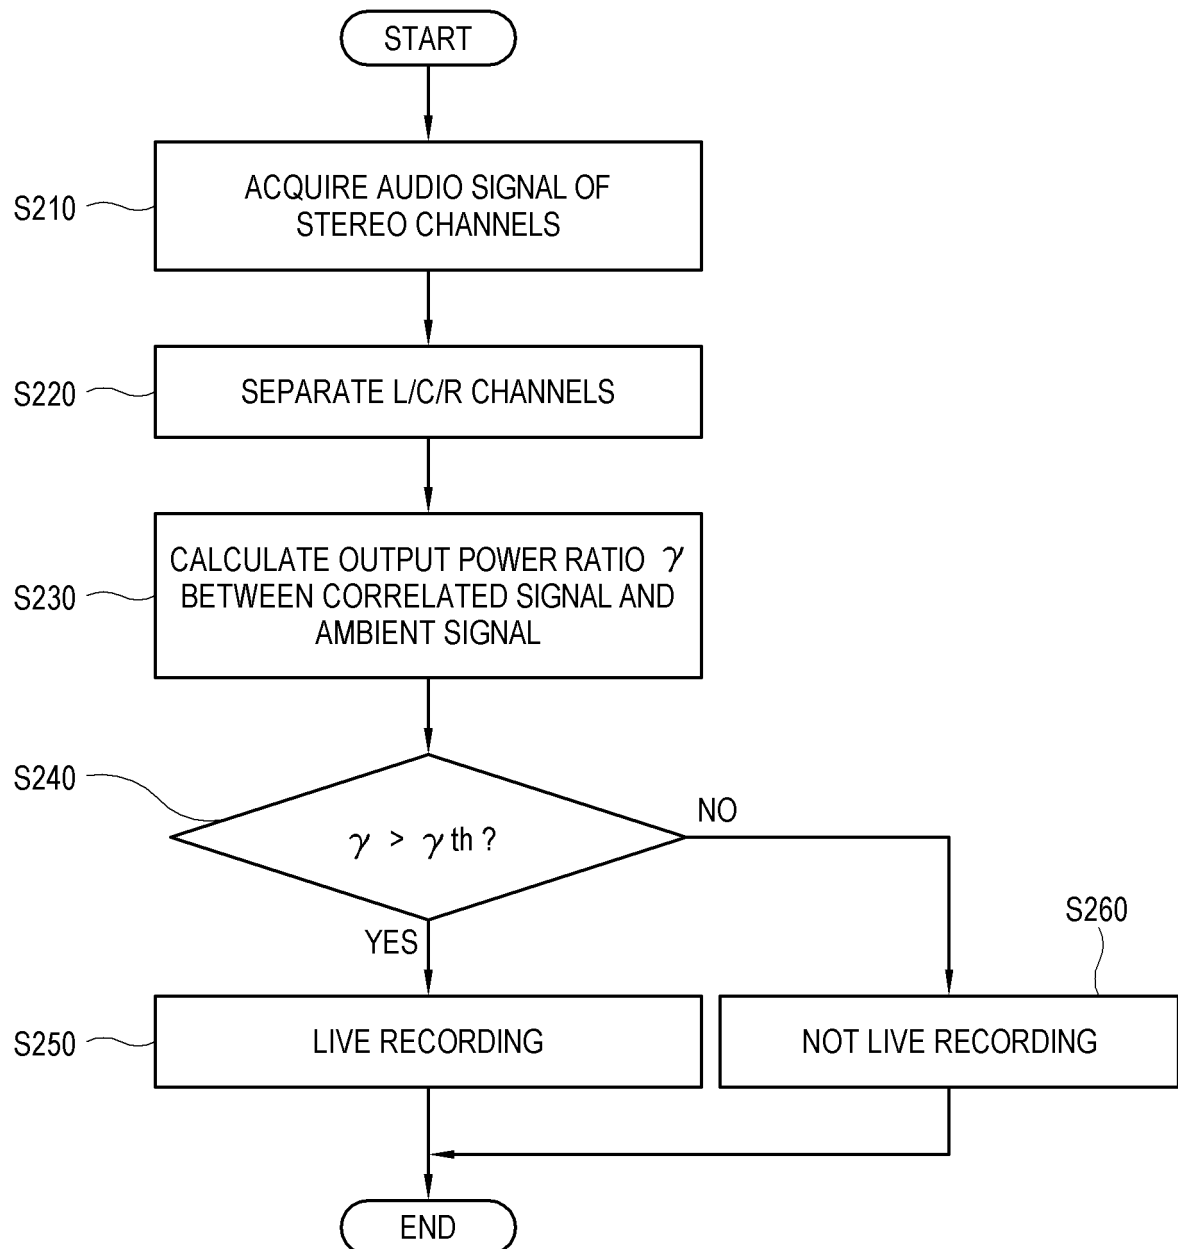 START
S210
ACQUIRE AUDIO SIGNAL OF
STEREO CHANNELS
S220
SEPARATE L/C/R CHANNELS
S230
CALCULATE OUTPUT POWER RATIO γ
BETWEEN CORRELATED SIGNAL AND
AMBIENT SIGNAL
S240
γ > γ th ?
NO
YES
S260
S250
LIVE RECORDING
NOT LIVE RECORDING
END